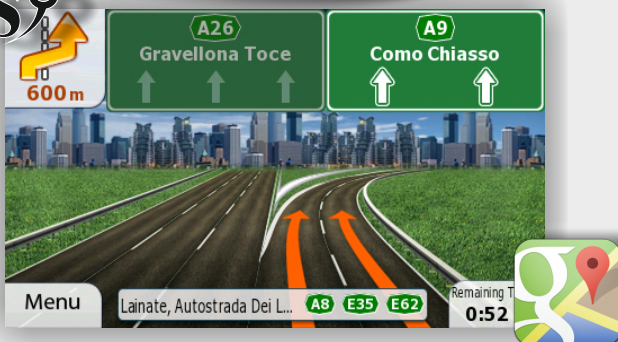 A26
Gravellona Toce
A9
Como Chiasso
600 m
Menu
Lainate, Autostrada Dei L... A8 E35 E62
Remaining T
0:52
g